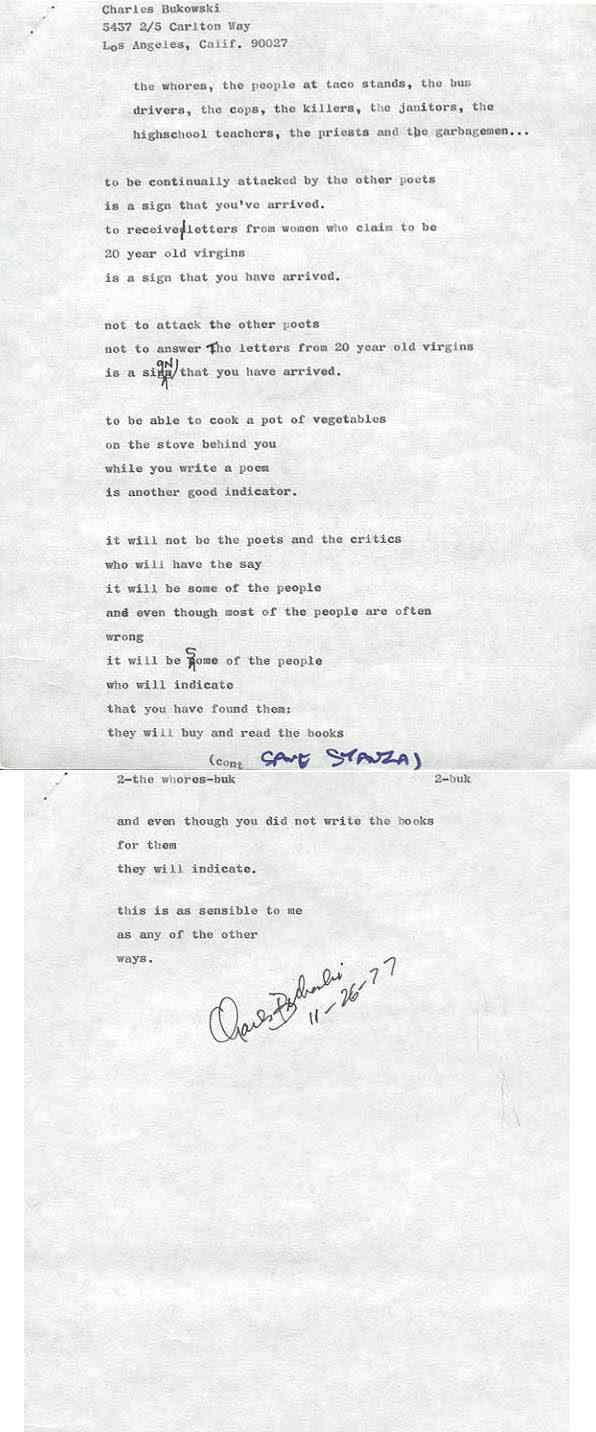 Charles Bukowski
5437 2/5 Carlton Way
Los Angeles, Calif. 90027
the whores, the people at taco stands, the bus
drivers, the cops, the killers, the janitors, the
highschool teachers, the priests and the garbagemen...
to be continually attacked by the other poets
is a sign that you've arrived.
to received letters from women who claim to be
20 year old virgins
is a sign that you have arrived.
not to attack the other poets
not to answer The letters from 20 year old virgins
is a siGN that you have arrived.
to be able to cook a pot of vegetables
on the stove behind you
while you write a poem
is another good indicator.
it will not be the poets and the critics
who will have the say
it will be some of the people
and even though most of the people are often
wrong
it will be Some of the people
who will indicate
that you have found them:
they will buy and read the books
(cont SAME STANZA)
2-the whores-buk 2-buk
and even though you did not write the books
for them
they will indicate.
this is as sensible to me
as any of the other
ways.
Charles Bukowski
11-26-77